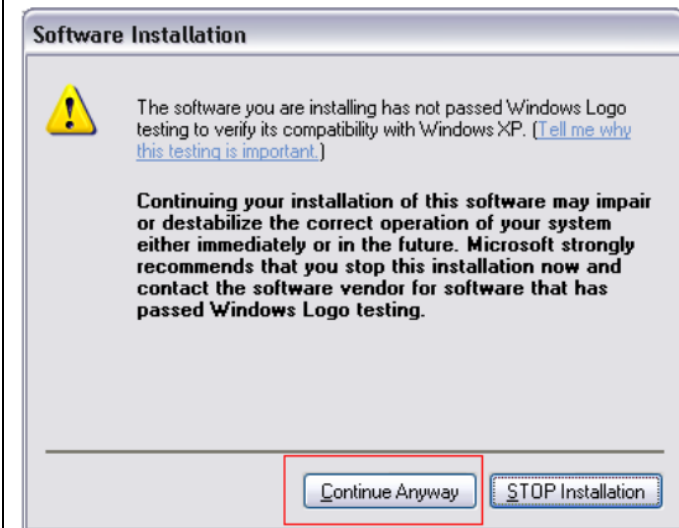 Software Installation
The software you are installing has not passed Windows Logo
testing to verify its compatibility with Windows XP. (Tell me why
this testing is important.)
Continuing your installation of this software may impair
or destabilize the correct operation of your system
either immediately or in the future. Microsoft strongly
recommends that you stop this installation now and
contact the software vendor for software that has
passed Windows Logo testing.
Continue Anyway
STOP Installation